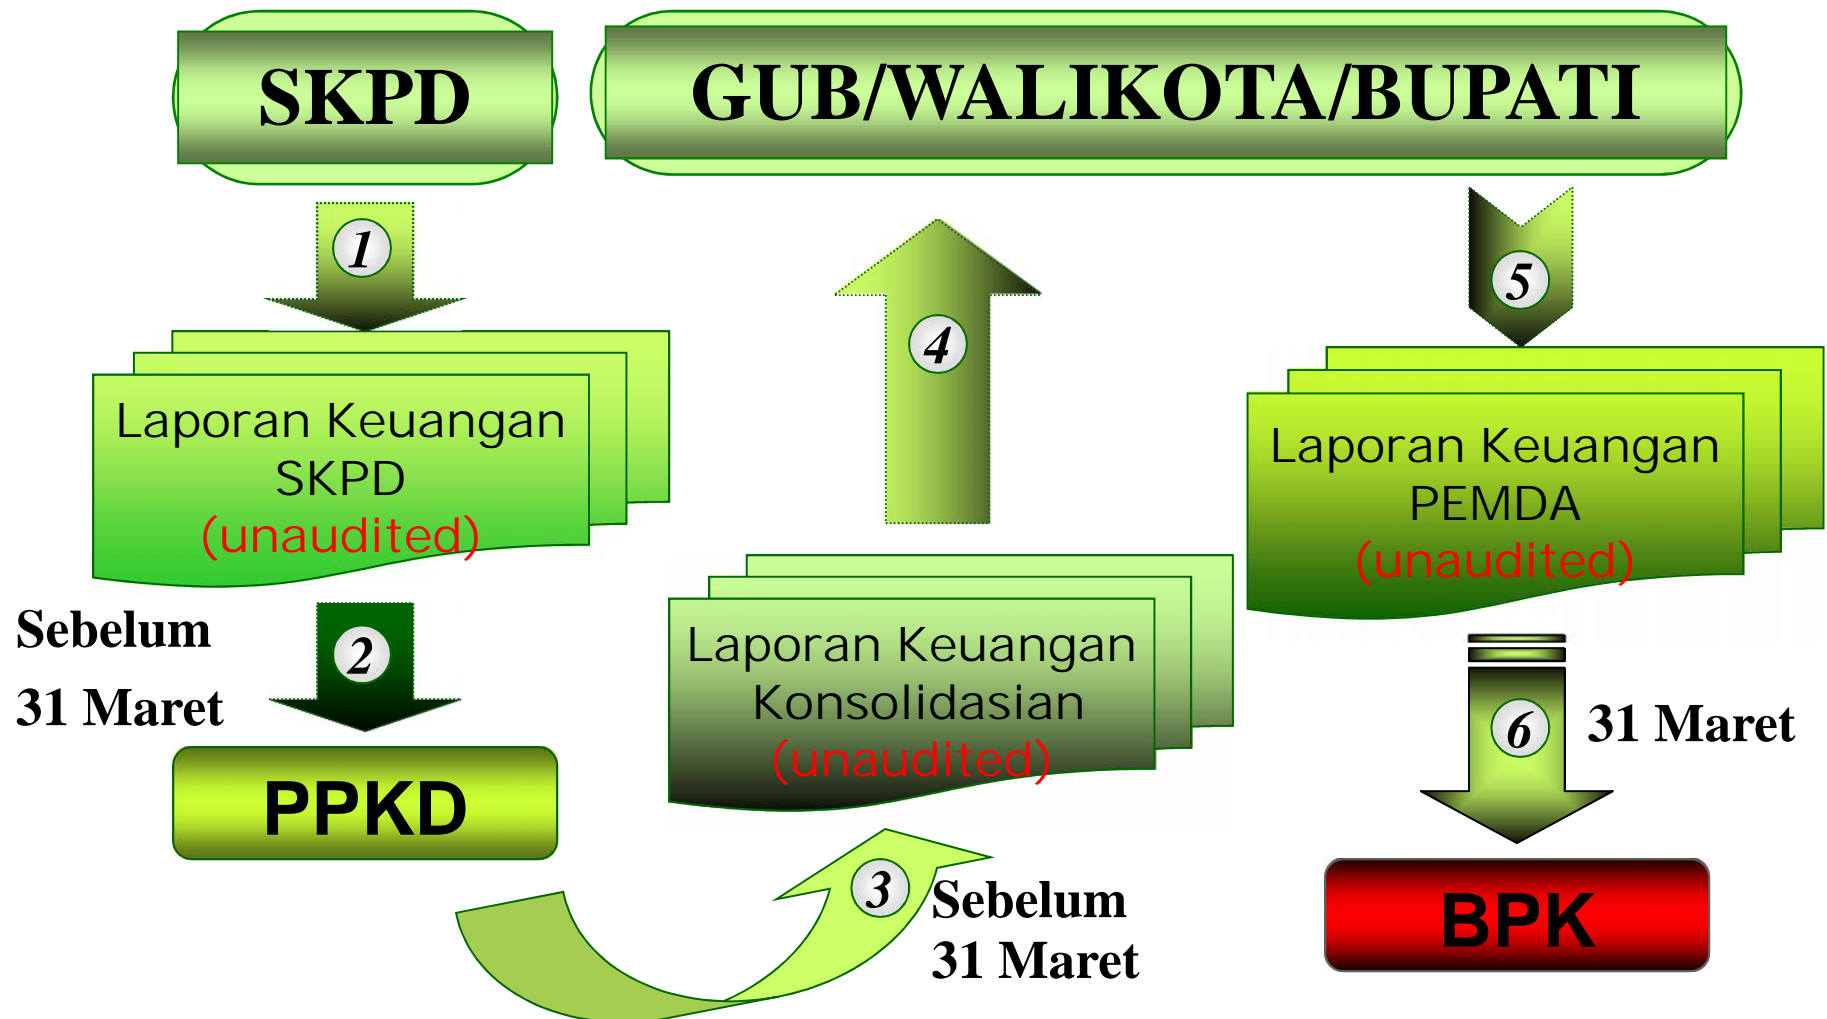 SKPD
GUB/WALIKOTA/BUPATI
1
Laporan Keuangan
SKPD
(unaudited)
Sebelum
31 Maret
2
PPKD
3
Sebelum
31 Maret
Laporan Keuangan
Konsolidasian
(unaudited)
4
5
Laporan Keuangan
PEMDA
(unaudited)
6
31 Maret
BPK